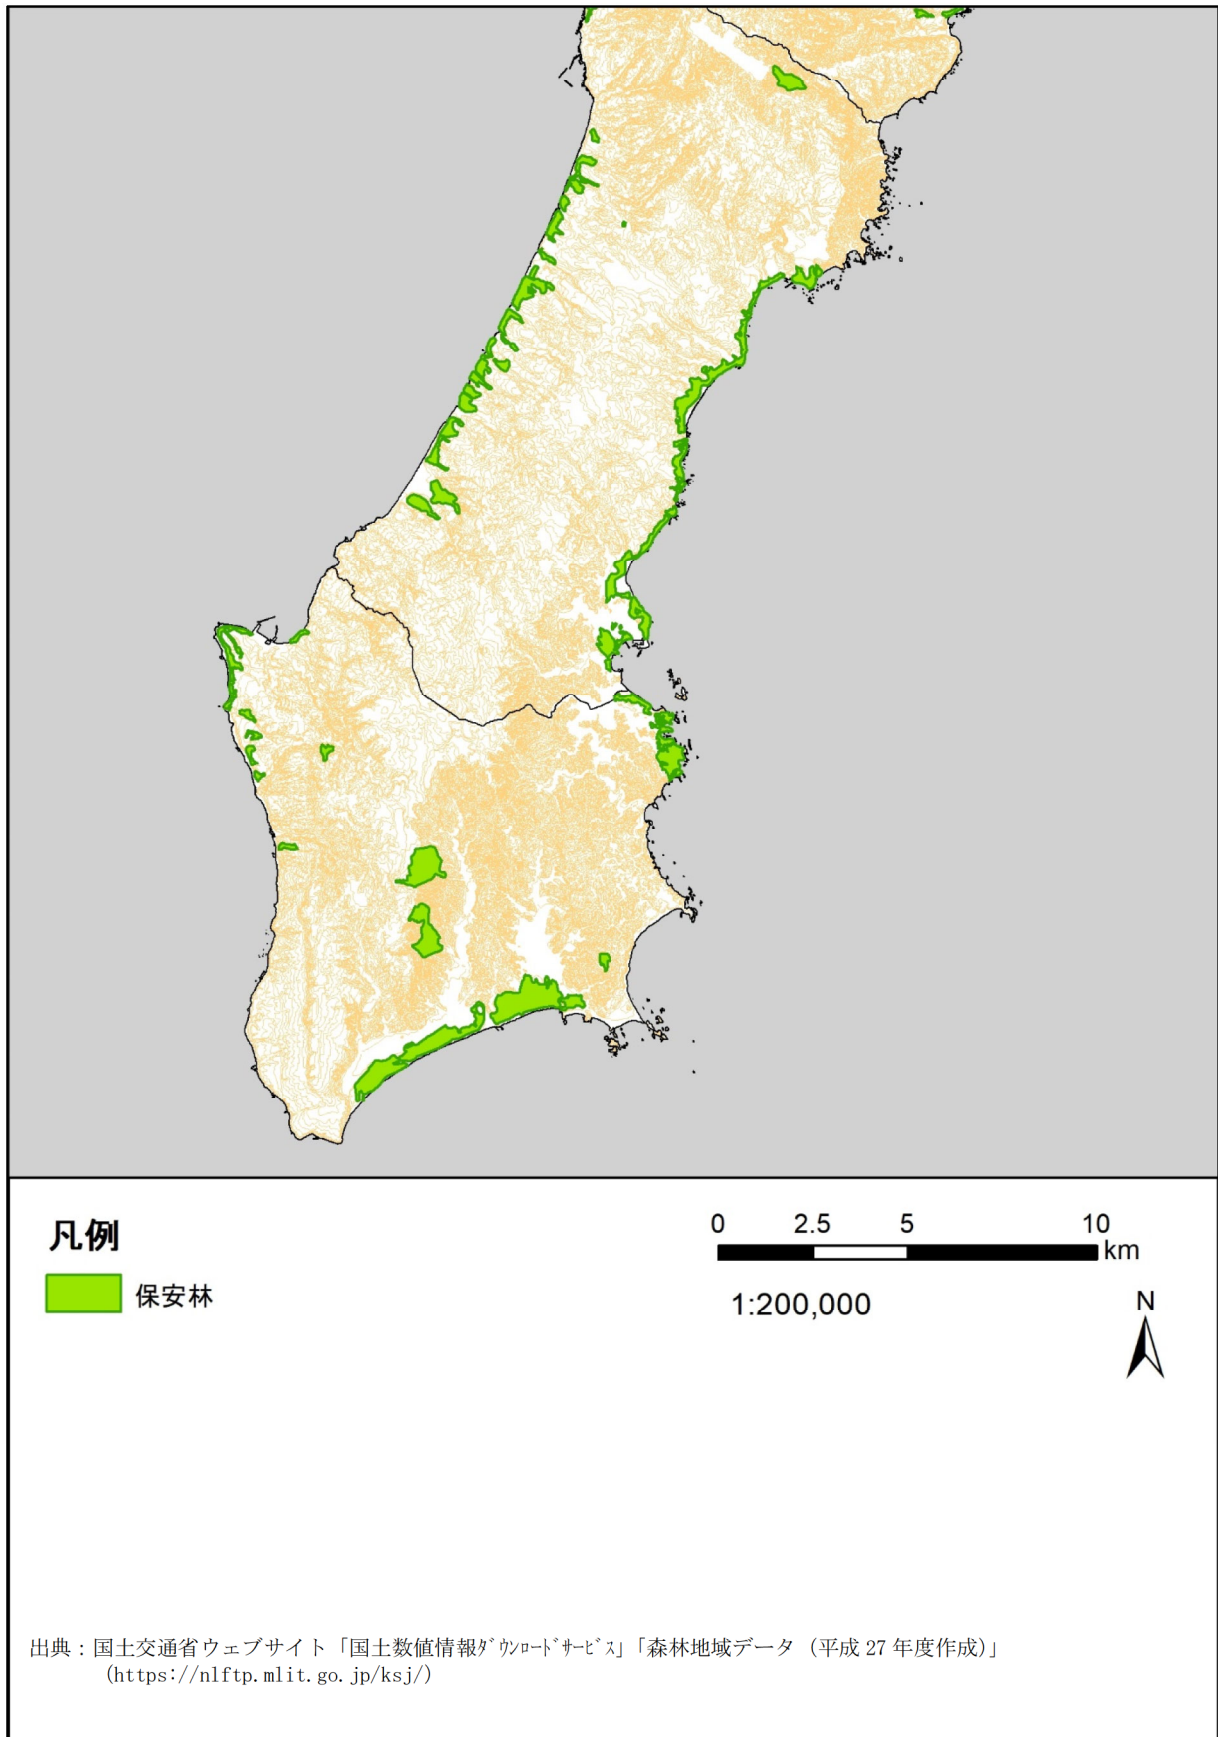 凡例
保安林
0 2.5 5 10
km
1:200,000
N
出典：国土交通省ウェブサイト「国土数値情報ﾀﾞｳﾝﾛｰﾄﾞｻｰﾋﾞｽ」「森林地域データ（平成 27 年度作成）」
(https://nlftp.mlit.go.jp/ksj/)